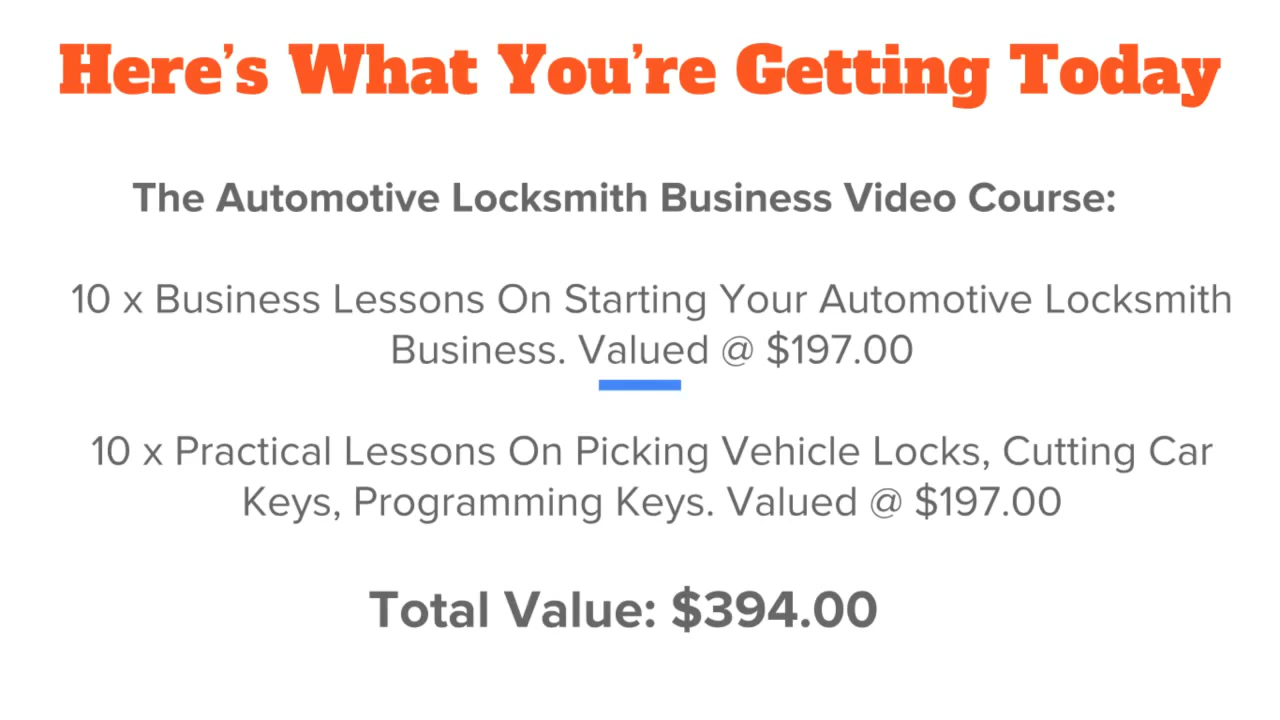 Here's What You're Getting Today
The Automotive Locksmith Business Video Course:
10 x Business Lessons On Starting Your Automotive Locksmith
Business. Valued @ $197.00
10 x Practical Lessons On Picking Vehicle Locks, Cutting Car
Keys, Programming Keys. Valued @ $197.00
Total Value: $394.00